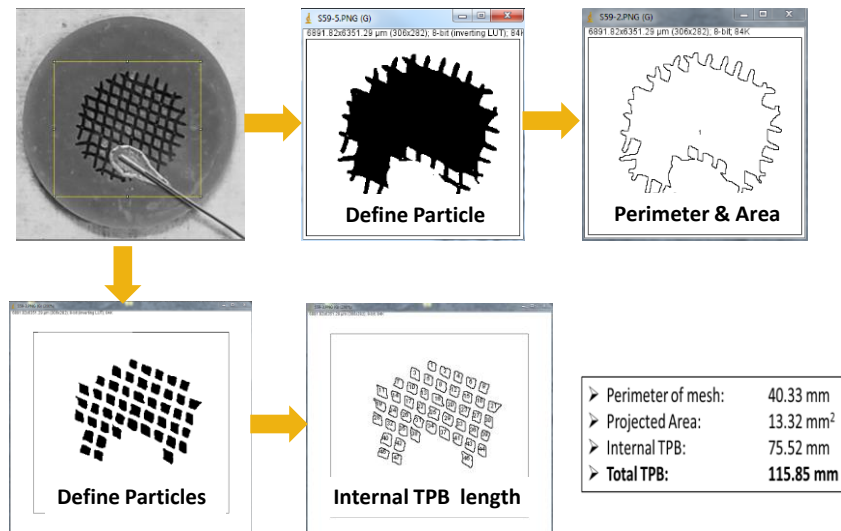 S59-5.PNG (G)
6891.82x6351.29 µm (306x282); 8-bit (inverting LUT); 84K
Define Particle
S59-2.PNG (G)
6891.82x6351.29 µm (306x282); 8-bit; 84K
1
Perimeter & Area
Define Particles
Internal TPB length
➢ Perimeter of mesh: 40.33 mm
➢ Projected Area: 13.32 mm²
➢ Internal TPB: 75.52 mm
➢ Total TPB: 115.85 mm